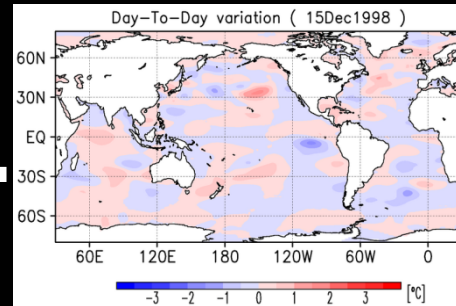 Day-To-Day variation ( 15Dec1998 )
60N
30N
EQ
30S
60S
60E 120E 180 120W 60W 0
-3 -2 -1 0 1 2 3 [°C]